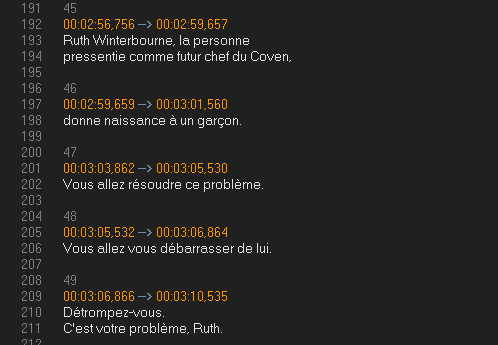 191 45
192 00:02:56,756 --> 00:02:59,657
193 Ruth Winterbourne, la personne
194 pressentie comme futur chef du Coven,
195
196 46
197 00:02:59,659 --> 00:03:01,560
198 donne naissance à un garçon.
199
200 47
201 00:03:03,862 --> 00:03:05,530
202 Vous allez résoudre ce problème.
203
204 48
205 00:03:05,532 --> 00:03:06,864
206 Vous allez vous débarrasser de lui.
207
208 49
209 00:03:06,866 --> 00:03:10,535
210 Détrompez-vous.
211 C'est votre problème, Ruth.
212